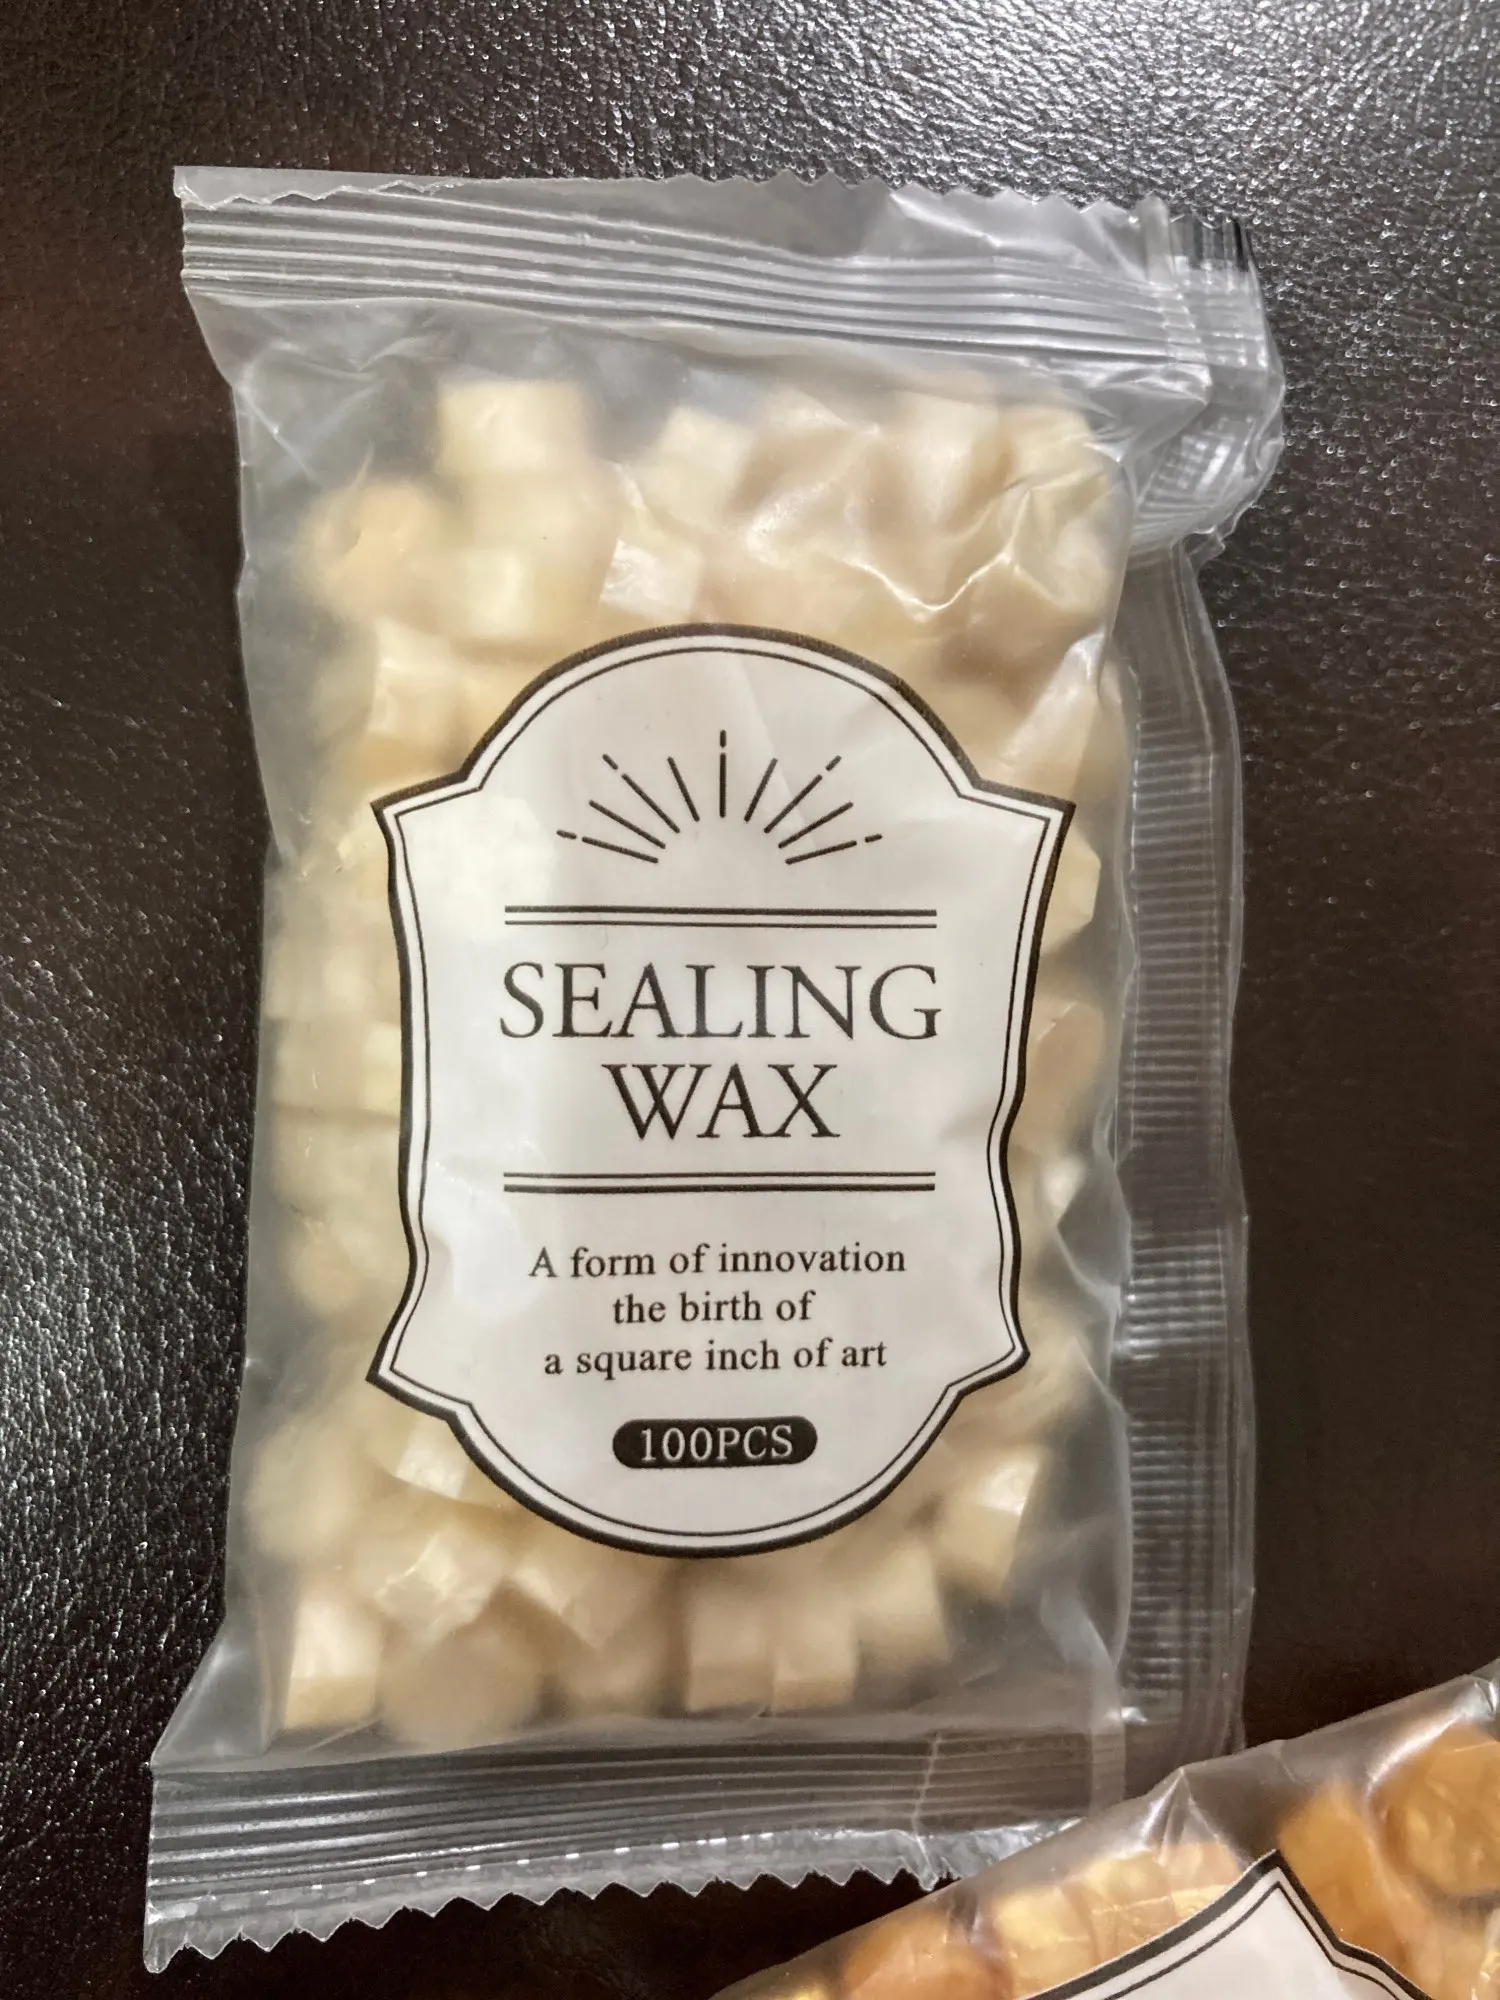 SEALING
WAX
A form of innovation
the birth of
a square inch of art
100PCS